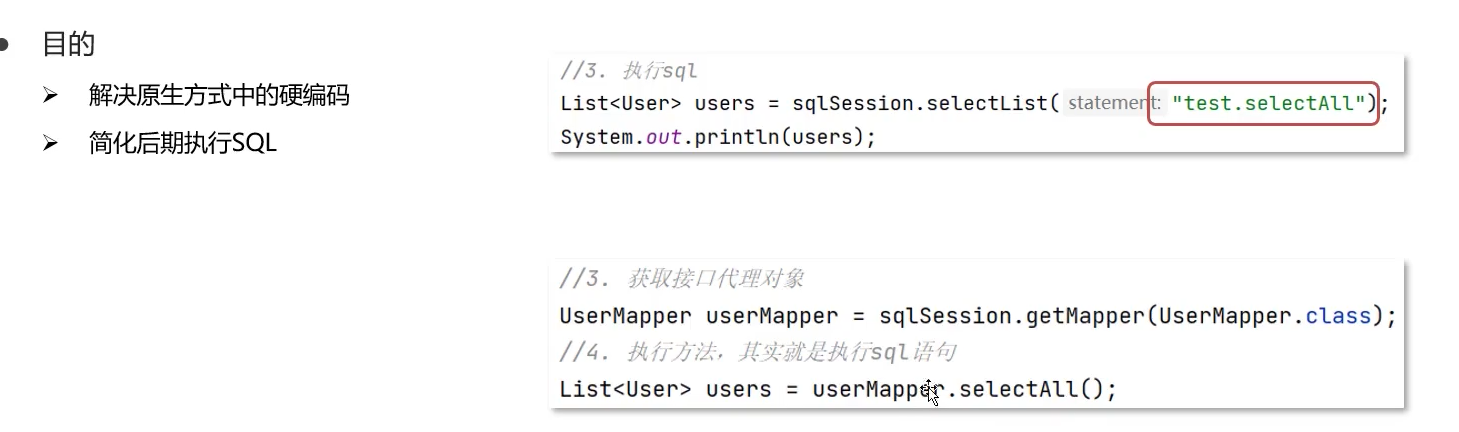 目的
解决原生方式中的硬编码
简化后期执行SQL
//3. 执行sql
List<User> users = sqlSession.selectList( statement: "test.selectAll");
System.out.println(users);
//3. 获取接口代理对象
UserMapper userMapper = sqlSession.getMapper(UserMapper.class);
//4. 执行方法，其实就是执行sql语句
List<User> users = userMapper.selectAll();